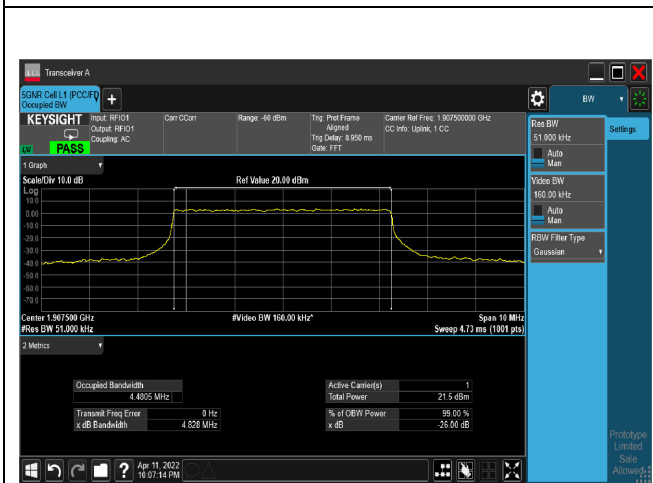 Transceiver A
5GNR Cell L1 [PCC/FD
Occupied BW
KEYSIGHT
PASS
Input: RFIO1
Output: RFIO1
Coupling: AC
Corr CCorr
Range: -60 dBm
Trig: Prot Frame
Aligned
Trig Delay: 8.950 ms
Gate: FFT
Carrier Ref Freq: 1.907500000 GHz
CC Info: Uplink, 1 CC
1 Graph
Scale/Div 10.0 dB
Ref Value 20.00 dBm
Log
10.0
0.00
-10.0
-20.0
-30.0
-40.0
-50.0
-60.0
-70.0
Center 1.907500 GHz
#Video BW 160.00 kHz*
Span 10 MHz
#Res BW 51.000 kHz
Sweep 4.73 ms (1001 pts)
2 Metrics
Occupied Bandwidth
4.4805 MHz
Transmit Freq Error 0 Hz
x dB Bandwidth 4.828 MHz
Active Carrier(s) 1
Total Power 21.5 dBm
% of OBW Power 99.00 %
x dB -26.00 dB
BW
Res BW
51.000 kHz
Auto
Man
Video BW
160.00 kHz
Auto
Man
RBW Filter Type
Gaussian
Settings
Prototype
Limited
Sale
Allowed
?
Apr 11, 2022
10:07:14 PM